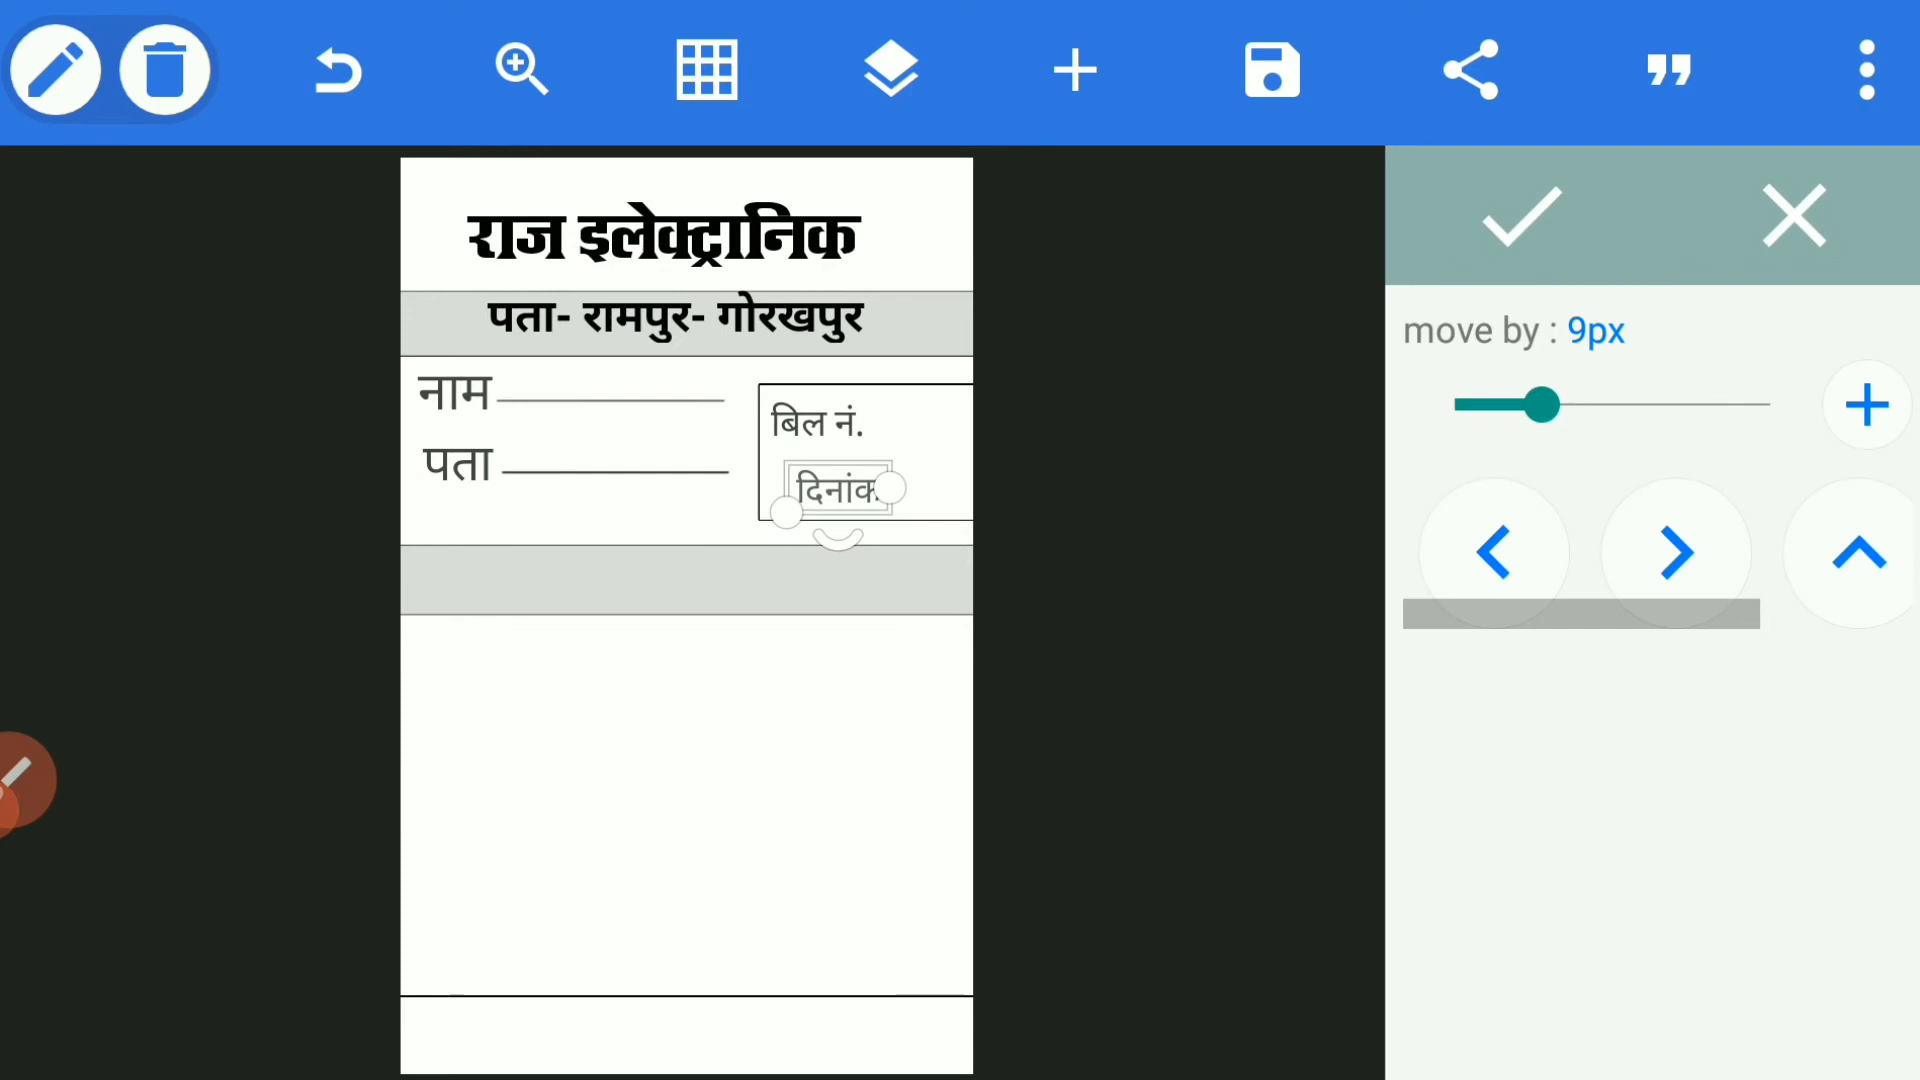 राज इलेक्ट्रानिक
पता- रामपुर- गोरखपुर
नाम
पता
बिल नं.
दिनांक
move by : 9px